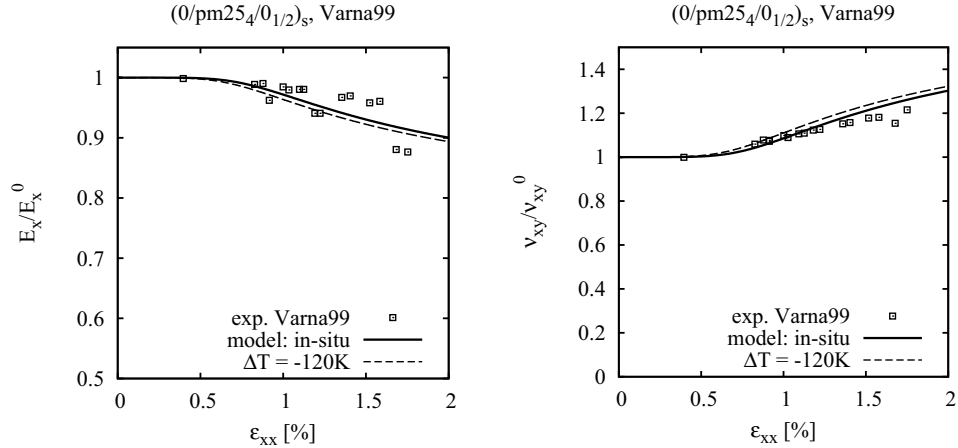 (0/pm25₄/0₁/₂)ₛ, Varna99
1
0.9
0.8
0.7
0.6
0.5
Eₓ/Eₓ⁰
exp. Varna99
model: in-situ
ΔT = -120K
0 0.5 1 1.5 2
εₓₓ [%]
(0/pm25₄/0₁/₂)ₛ, Varna99
1.4
1.2
1
0.8
0.6
0.4
0.2
0
νxy/νxy⁰
exp. Varna99
model: in-situ
ΔT = -120K
0 0.5 1 1.5 2
εₓₓ [%]